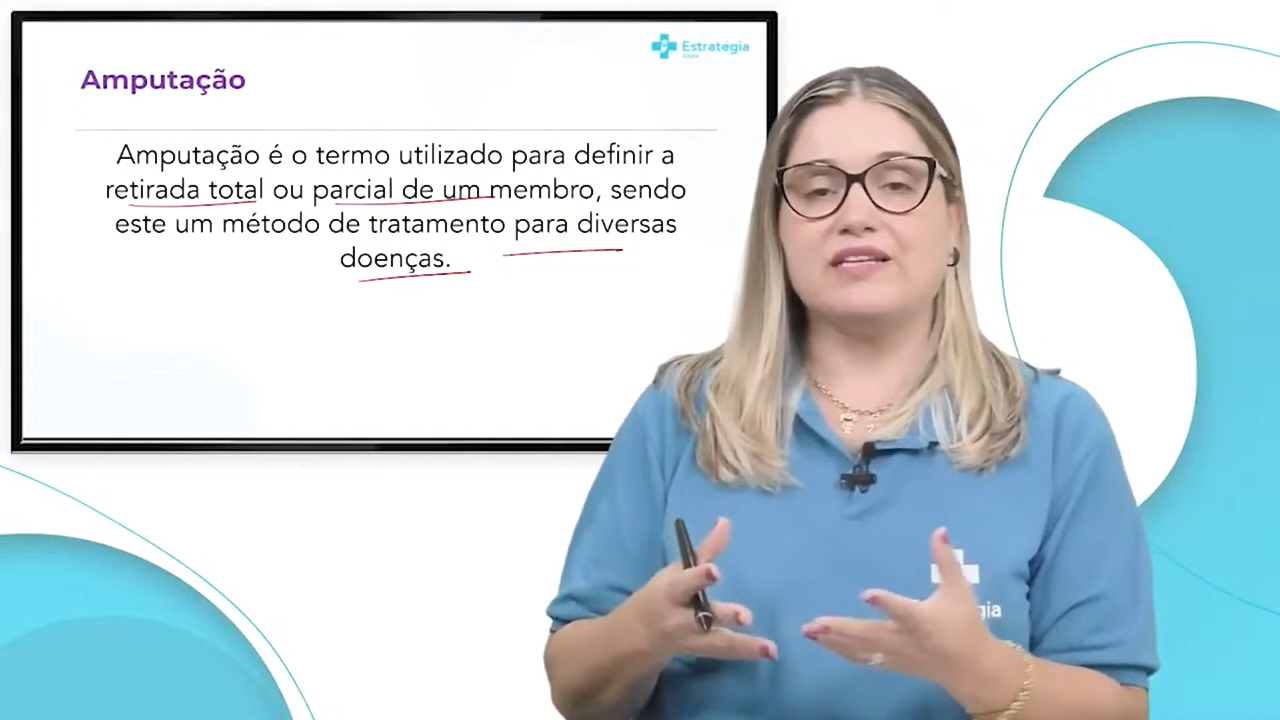 Estratégia
Amputação
Amputação é o termo utilizado para definir a
retirada total ou parcial de um membro, sendo
este um método de tratamento para diversas
doenças.
gia